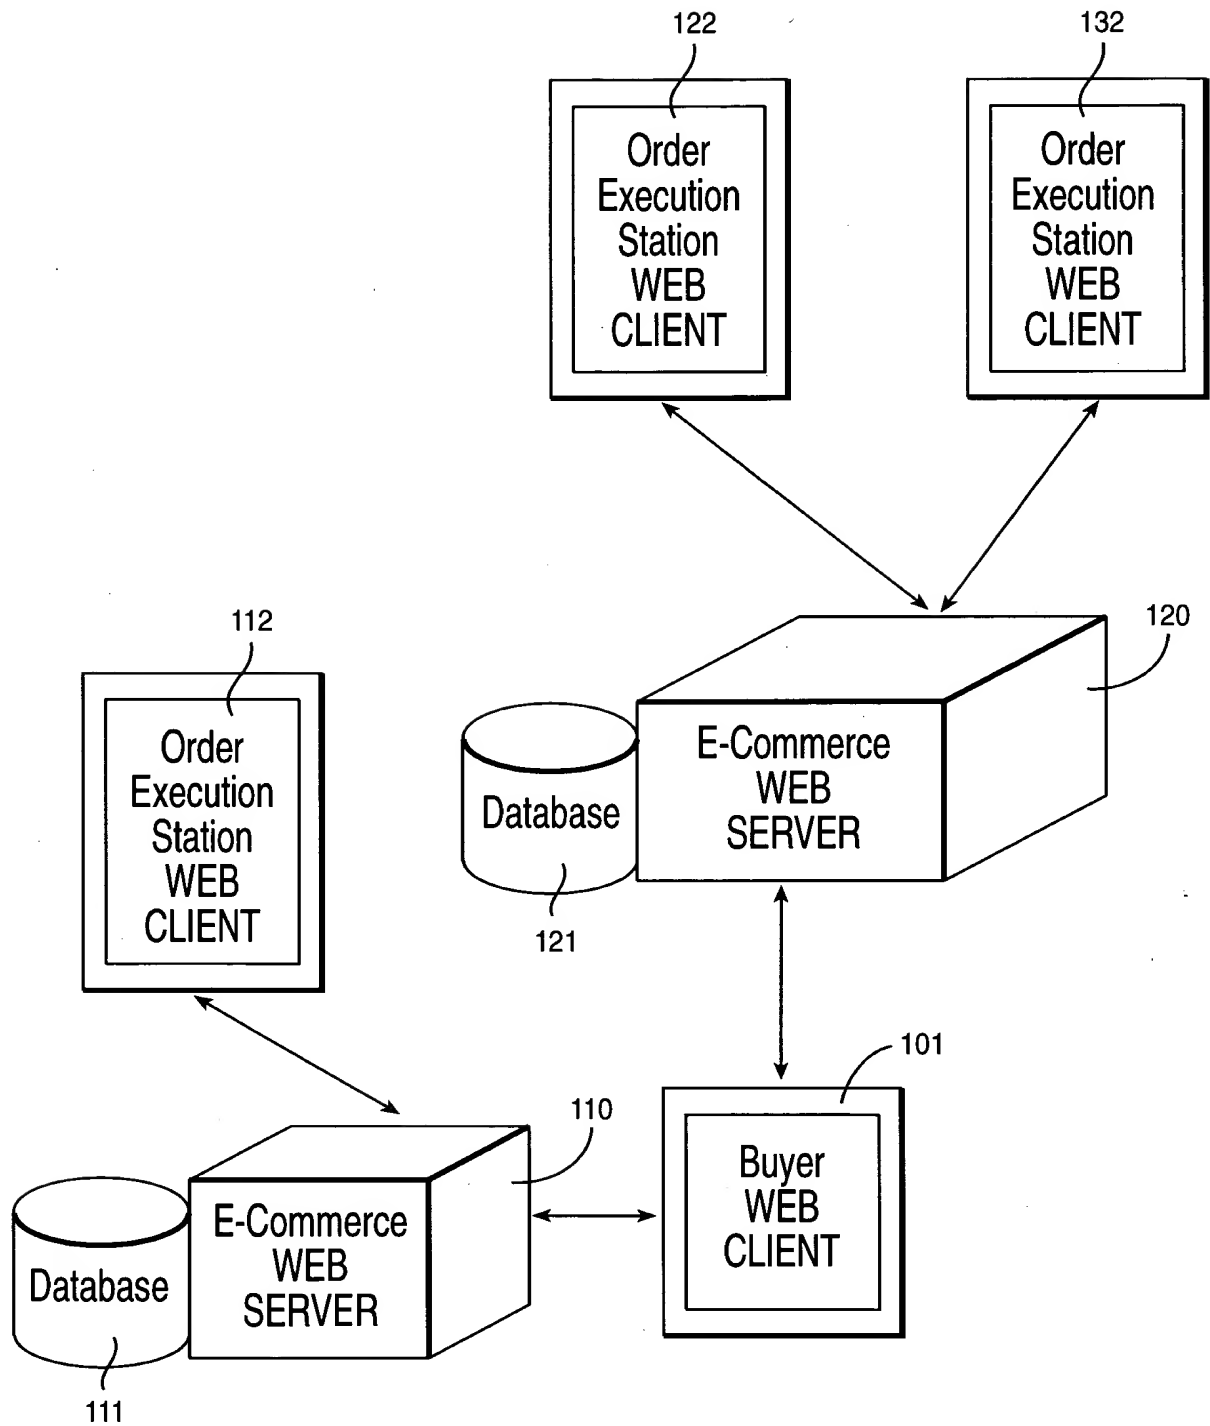 122
132
Order
Execution
Station
WEB
CLIENT
Order
Execution
Station
WEB
CLIENT
112
120
Order
Execution
Station
WEB
CLIENT
E-Commerce
WEB
SERVER
Database
121
101
110
Buyer
WEB
CLIENT
E-Commerce
WEB
SERVER
Database
111